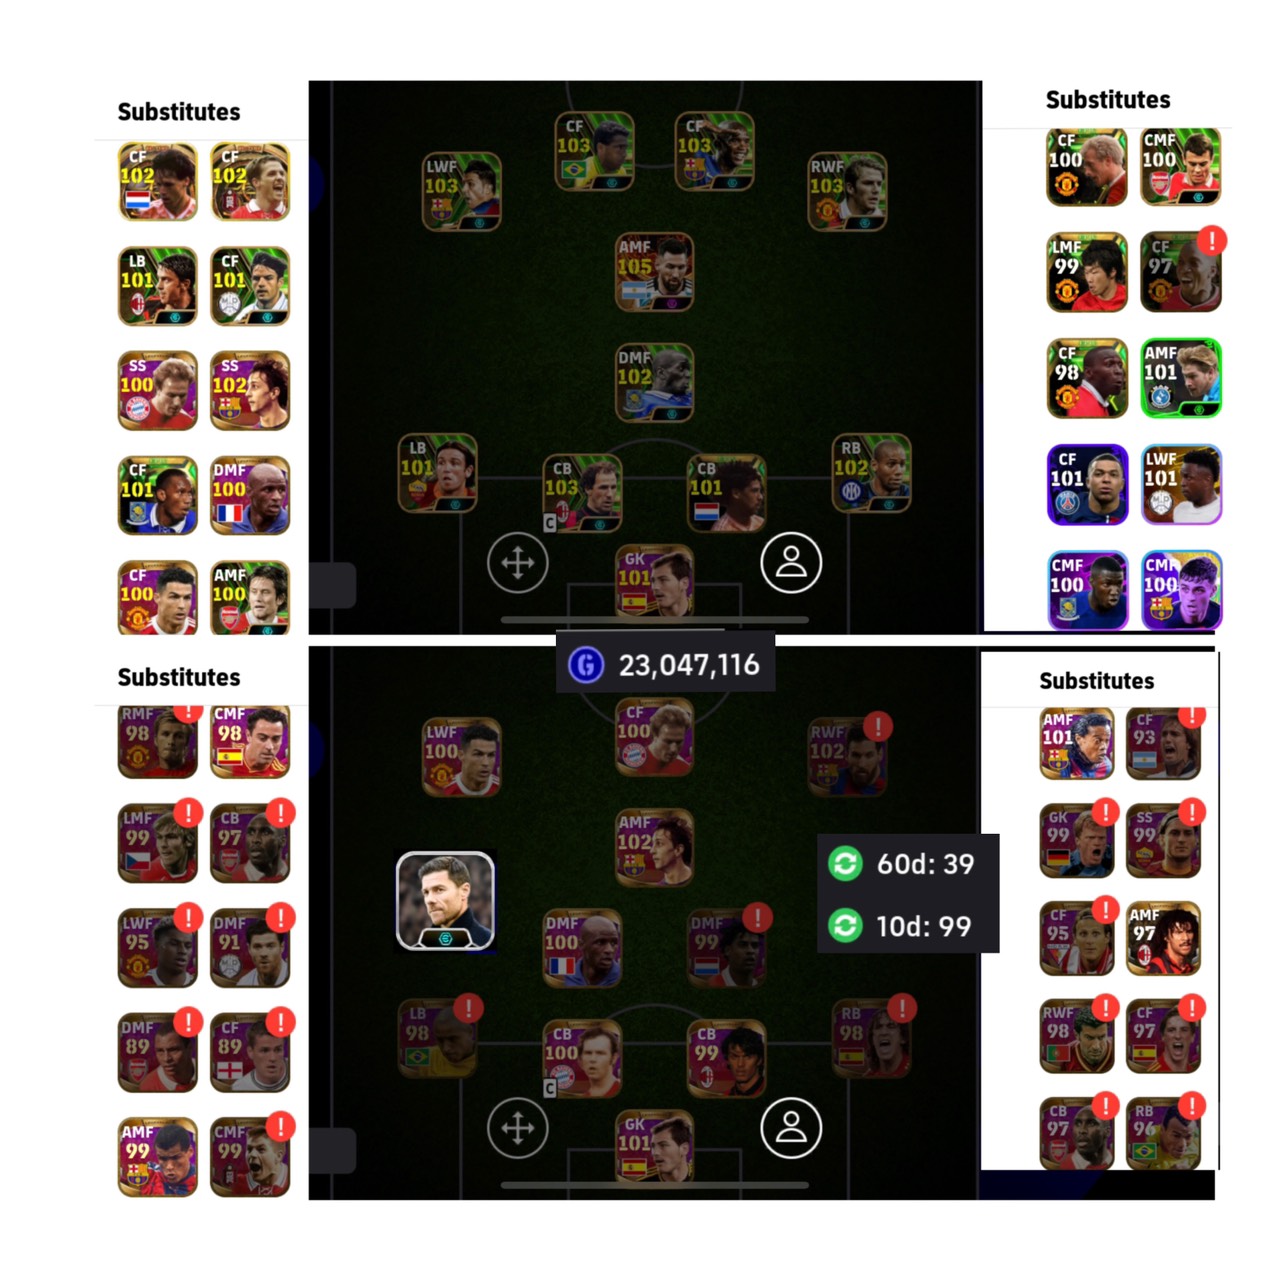 Substitutes
CF
102
CF
102
LB
101
CF
101
SS
100
SS
102
CF
101
DMF
100
CF
100
AMF
100
CF
103
CF
103
LWF
103
RWF
103
AMF
105
DMF
102
LB
101
CB
103
C
CB
101
RB
102
GK
101
Substitutes
CF
100
CMF
100
LMF
99
CF
97
!
CF
98
AMF
101
CF
101
LWF
101
CMF
100
CMF
100
G 23,047,116
Substitutes
RMF
98
!
CMF
98
LMF
99
!
CB
97
!
LWF
95
!
DMF
91
!
DMF
89
!
CF
89
!
AMF
99
CMF
99
!
CF
100
LWF
100
RWF
102
!
AMF
102
60d: 39
10d: 99
DMF
100
DMF
99
!
LB
98
!
CB
100
C
CB
99
RB
98
!
GK
101
Substitutes
AMF
101
CF
93
!
GK
99
!
SS
99
!
CF
95
!
AMF
97
RWF
98
!
CF
97
!
CB
97
!
RB
96
!